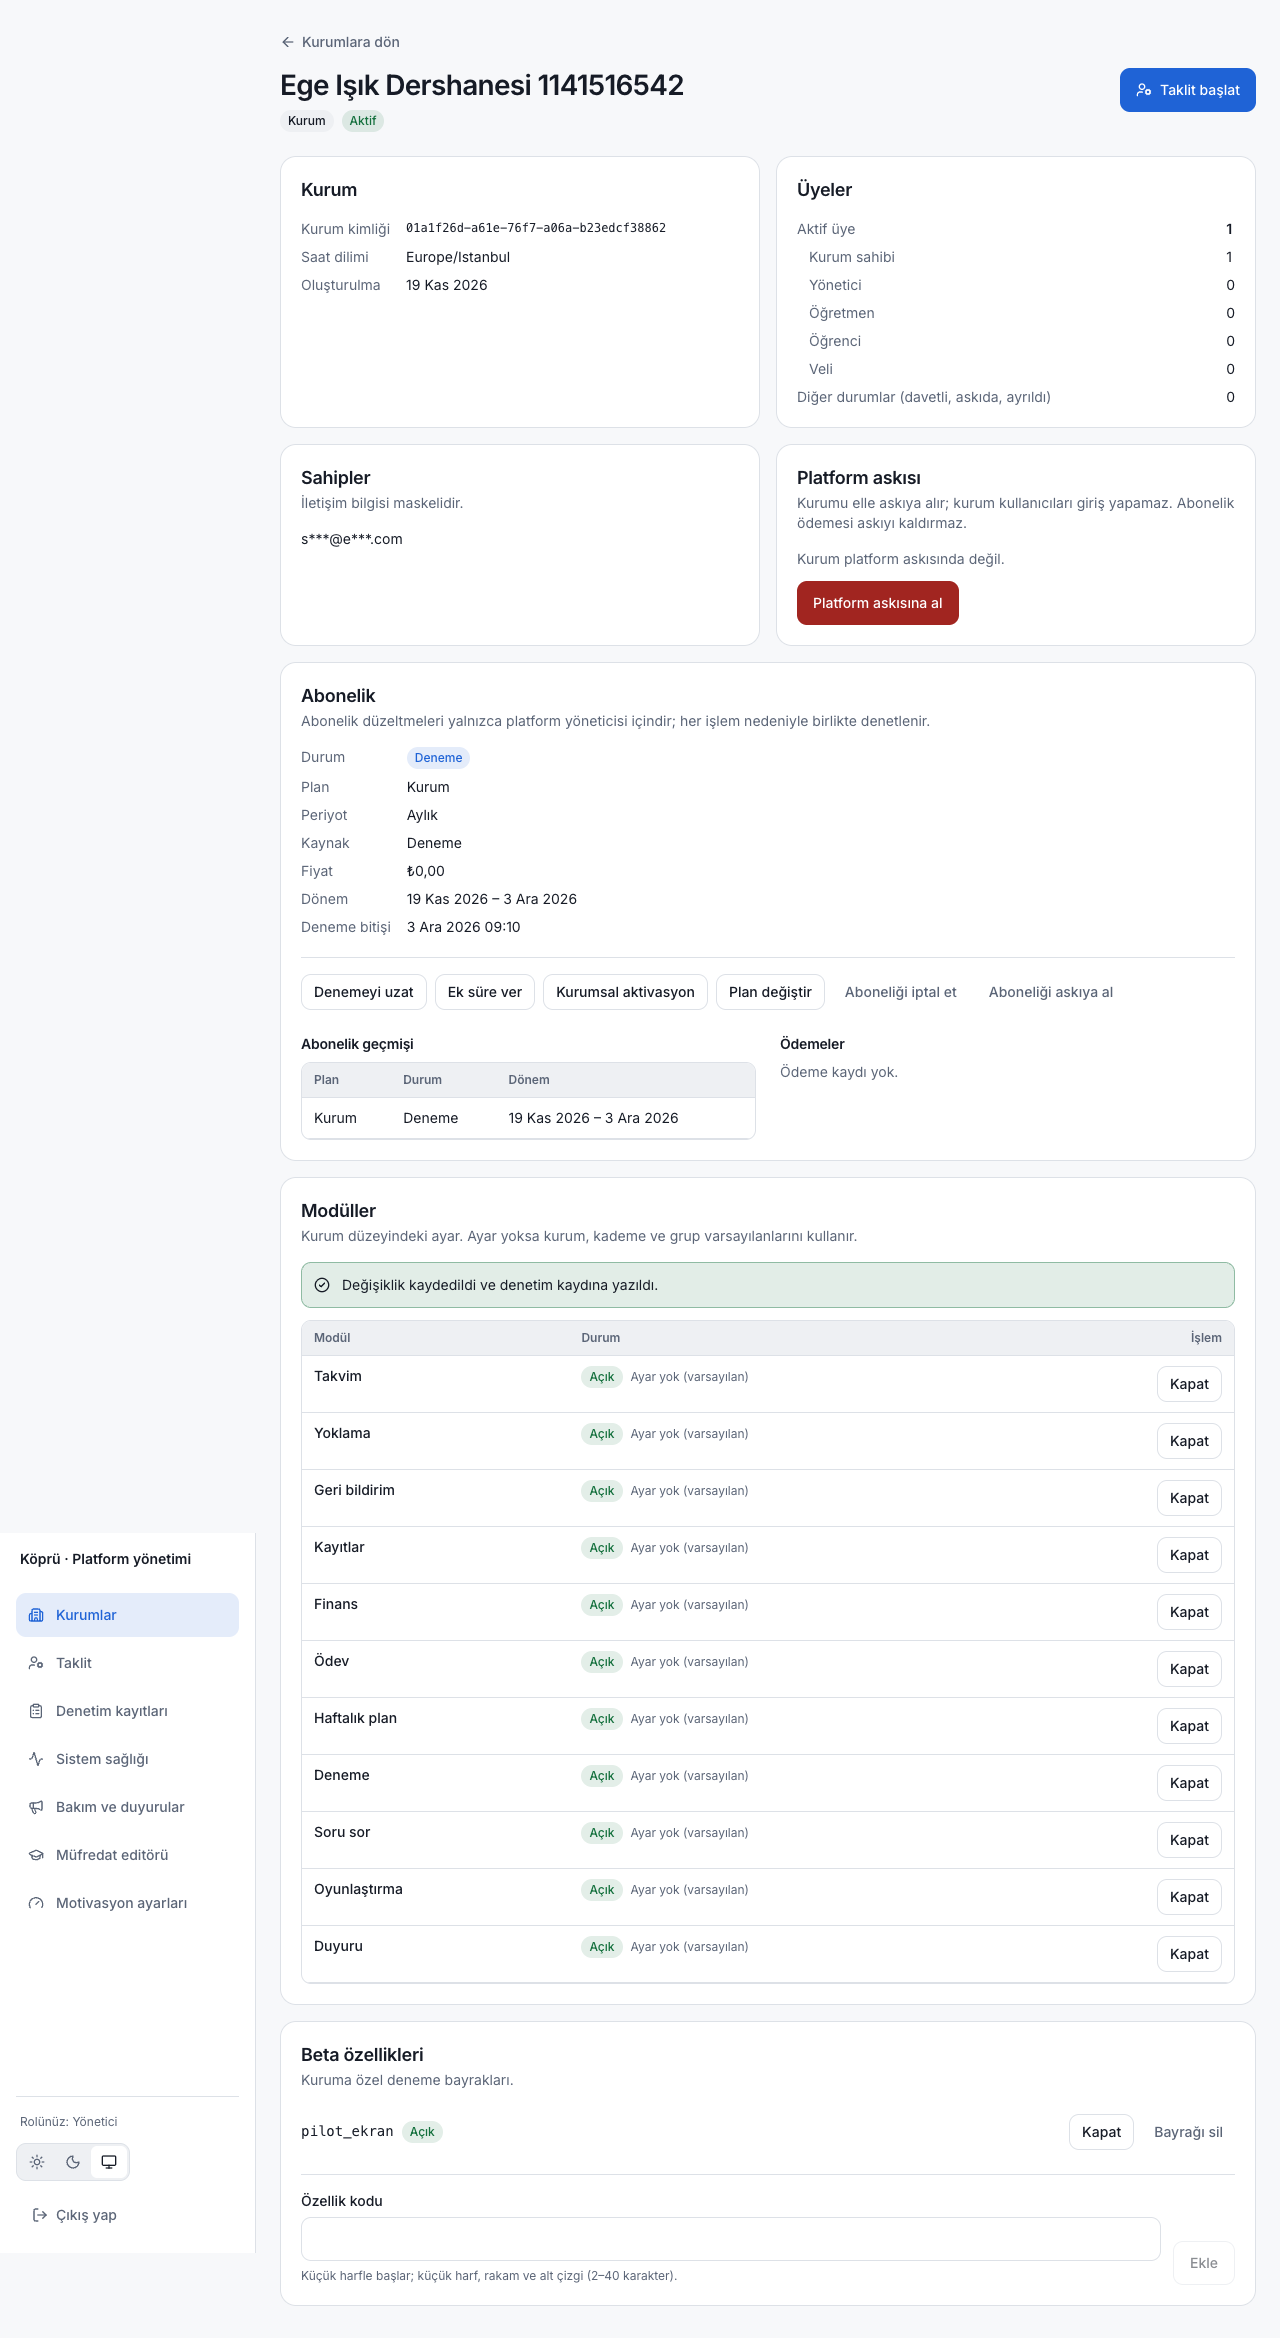 Kurumlara dön
Ege Işık Dershanesi 1141516542
Taklit başlat
Kurum Aktif
Kurum
Kurum kimliği 01a1f26d-a61e-76f7-a06a-b23edcf38862
Saat dilimi Europe/Istanbul
Oluşturulma 19 Kas 2026
Üyeler
Aktif üye 1
Kurum sahibi 1
Yönetici 0
Öğretmen 0
Öğrenci 0
Veli 0
Diğer durumlar (davetli, askıda, ayrıldı) 0
Sahipler
İletişim bilgisi maskelidir.
s***@e***.com
Platform askısı
Kurumu elle askıya alır; kurum kullanıcıları giriş yapamaz. Abonelik
ödemesi askıyı kaldırmaz.
Kurum platform askısında değil.
Platform askısına al
Abonelik
Abonelik düzeltmeleri yalnızca platform yöneticisi içindir; her işlem nedeniyle birlikte denetlenir.
Durum Deneme
Plan Kurum
Periyot Aylık
Kaynak Deneme
Fiyat ₺0,00
Dönem 19 Kas 2026 – 3 Ara 2026
Deneme bitişi 3 Ara 2026 09:10
Denemeyi uzat Ek süre ver Kurumsal aktivasyon Plan değiştir Aboneliği iptal et Aboneliği askıya al
Abonelik geçmişi
Plan Durum Dönem
Kurum Deneme 19 Kas 2026 – 3 Ara 2026
Ödemeler
Ödeme kaydı yok.
Modüller
Kurum düzeyindeki ayar. Ayar yoksa kurum, kademe ve grup varsayılanlarını kullanır.
Değişiklik kaydedildi ve denetim kaydına yazıldı.
Modül Durum İşlem
Takvim Açık Ayar yok (varsayılan) Kapat
Yoklama Açık Ayar yok (varsayılan) Kapat
Geri bildirim Açık Ayar yok (varsayılan) Kapat
Kayıtlar Açık Ayar yok (varsayılan) Kapat
Finans Açık Ayar yok (varsayılan) Kapat
Ödev Açık Ayar yok (varsayılan) Kapat
Haftalık plan Açık Ayar yok (varsayılan) Kapat
Deneme Açık Ayar yok (varsayılan) Kapat
Soru sor Açık Ayar yok (varsayılan) Kapat
Oyunlaştırma Açık Ayar yok (varsayılan) Kapat
Duyuru Açık Ayar yok (varsayılan) Kapat
Beta özellikleri
Kuruma özel deneme bayrakları.
pilot_ekran Açık Kapat Bayrağı sil
Özellik kodu
Ekle
Küçük harfle başlar; küçük harf, rakam ve alt çizgi (2–40 karakter).
Köprü · Platform yönetimi
Kurumlar
Taklit
Denetim kayıtları
Sistem sağlığı
Bakım ve duyurular
Müfredat editörü
Motivasyon ayarları
Rolünüz: Yönetici
Çıkış yap